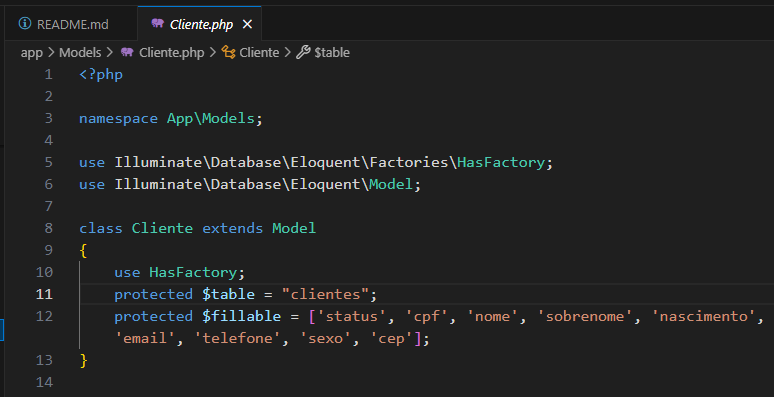 README.md Cliente.php
app > Models > Cliente.php > Cliente > $table
1 <?php
2
3 namespace App\Models;
4
5 use Illuminate\Database\Eloquent\Factories\HasFactory;
6 use Illuminate\Database\Eloquent\Model;
7
8 class Cliente extends Model
9 {
10 use HasFactory;
11 protected $table = "clientes";
12 protected $fillable = ['status', 'cpf', 'nome', 'sobrenome', 'nascimento',
'email', 'telefone', 'sexo', 'cep'];
13 }
14